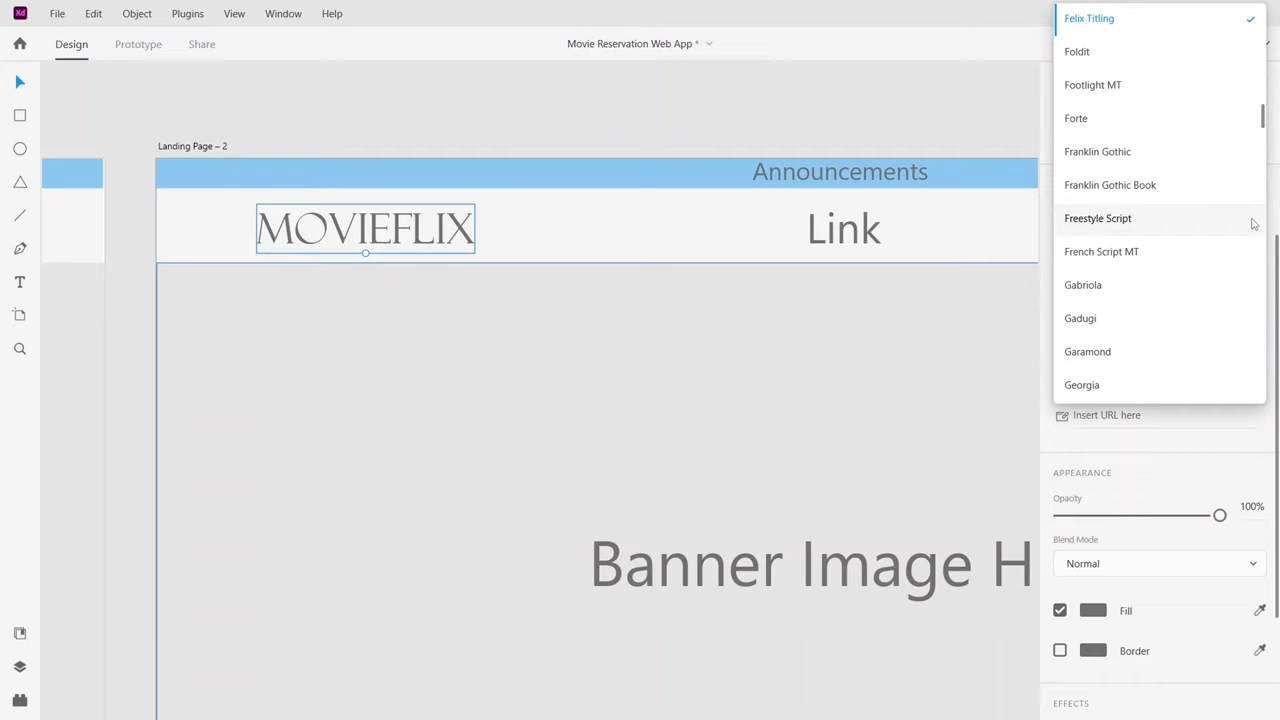 Xd File Edit Object Plugins View Window Help
Design Prototype Share
Movie Reservation Web App *
Landing Page – 2
Announcements
MOVIEFLIX
Link
Banner Image H
T
Felix Titling
Foldit
Footlight MT
Forte
Franklin Gothic
Franklin Gothic Book
Freestyle Script
French Script MT
Gabriola
Gadugi
Garamond
Georgia
Insert URL here
APPEARANCE
Opacity
100%
Blend Mode
Normal
Fill
Border
EFFECTS